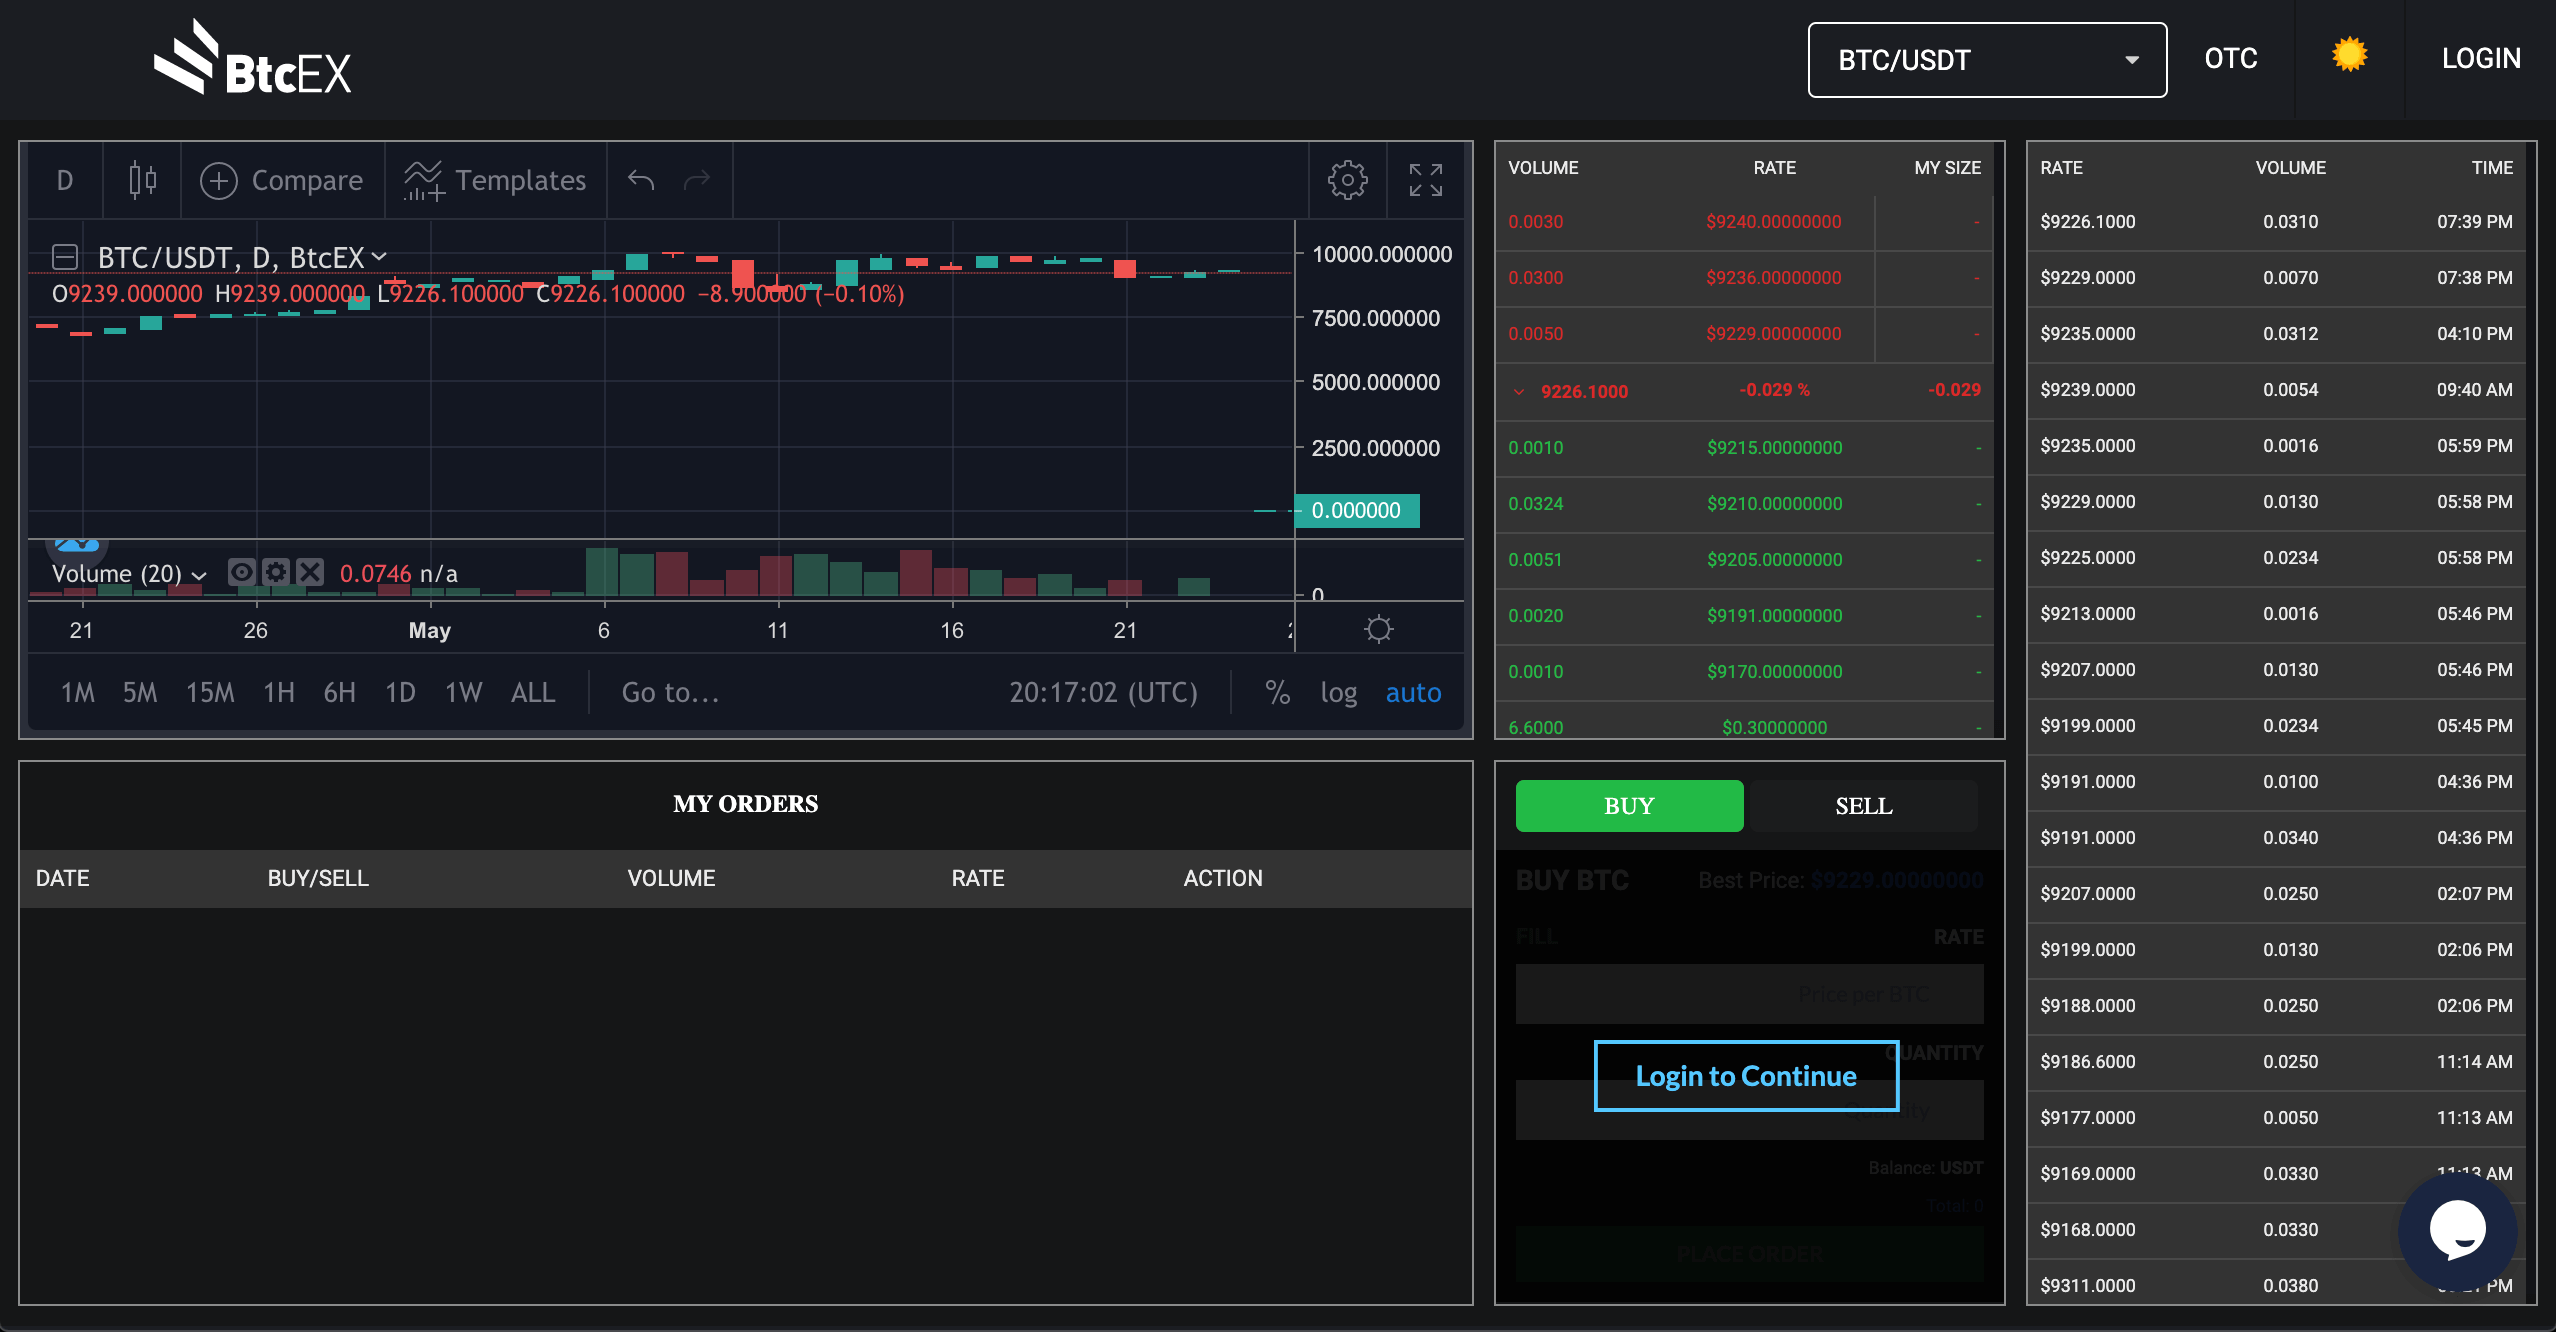 BtcEX
BTC/USDT
OTC
LOGIN
D
Compare
Templates
BTC/USDT, D, BtcEX
O9239.000000 H9239.000000 L9226.100000 C9226.100000 −8.900000 (−0.10%)
10000.000000
7500.000000
5000.000000
2500.000000
0.000000
Volume (20)
0.0746 n/a
0
21 26 May 6 11 16 21
1M 5M 15M 1H 6H 1D 1W ALL
Go to...
20:17:02 (UTC)
% log auto
VOLUME RATE MY SIZE
0.0030 $9240.00000000 -
0.0300 $9236.00000000 -
0.0050 $9229.00000000 -
9226.1000 -0.029 % -0.029
0.0010 $9215.00000000 -
0.0324 $9210.00000000 -
0.0051 $9205.00000000 -
0.0020 $9191.00000000 -
0.0010 $9170.00000000 -
6.6000 $0.30000000 -
RATE VOLUME TIME
$9226.1000 0.0310 07:39 PM
$9229.0000 0.0070 07:38 PM
$9235.0000 0.0312 04:10 PM
$9239.0000 0.0054 09:40 AM
$9235.0000 0.0016 05:59 PM
$9229.0000 0.0130 05:58 PM
$9225.0000 0.0234 05:58 PM
$9213.0000 0.0016 05:46 PM
$9207.0000 0.0130 05:46 PM
$9199.0000 0.0234 05:45 PM
$9191.0000 0.0100 04:36 PM
$9191.0000 0.0340 04:36 PM
$9207.0000 0.0250 02:07 PM
$9199.0000 0.0130 02:06 PM
$9188.0000 0.0250 02:06 PM
$9186.6000 0.0250 11:14 AM
$9177.0000 0.0050 11:13 AM
$9169.0000 0.0330 11:13 AM
$9168.0000 0.0330
$9311.0000 0.0380 PM
MY ORDERS
DATE BUY/SELL VOLUME RATE ACTION
BUY
SELL
BUY BTC
Best Price: $9229.00000000
FILL
RATE
Price per BTC
QUANTITY
Login to Continue
Quantity
Balance: USDT
Total: 0
PLACE ORDER